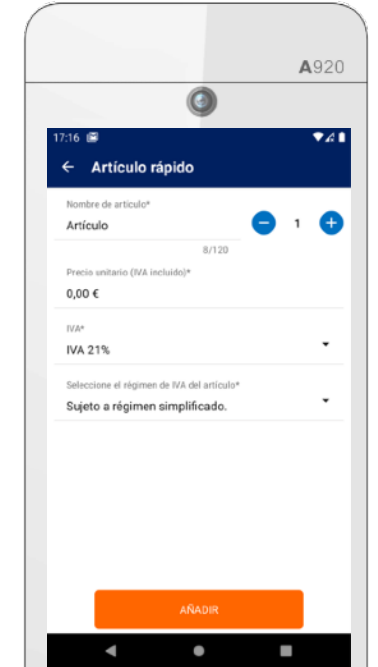 A920
17:16
Artículo rápido
Nombre de articulo*
Artículo
1
8/120
Precio unitario (IVA incluido)*
0,00 €
IVA*
IVA 21%
Seleccione el régimen de IVA del artículo*
Sujeto a régimen simplificado.
AÑADIR